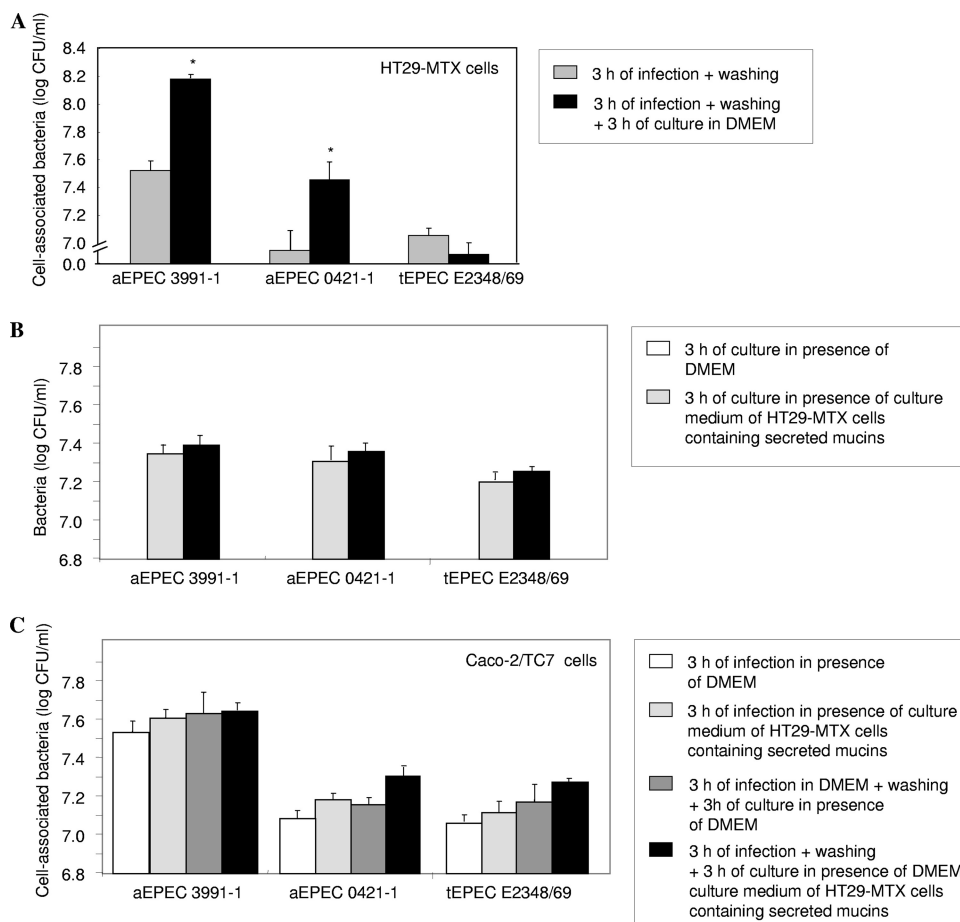 A
Cell-associated bacteria (log CFU/ml)
8.4
8.2
8.0
7.6
7.4
7.2
7.0
0.0
HT29-MTX cells
*
*
aEPEC 3991-1
aEPEC 0421-1
tEPEC E2348/69
3 h of infection + washing
3 h of infection + washing
+ 3 h of culture in DMEM
B
Bacteria (log CFU/ml)
7.8
7.6
7.4
7.2
7.0
6.8
aEPEC 3991-1
aEPEC 0421-1
tEPEC E2348/69
3 h of culture in presence of
DMEM
3 h of culture in presence of culture
medium of HT29-MTX cells
containing secreted mucins
C
Cell-associated bacteria (log CFU/ml)
7.8
7.6
7.4
7.2
7.0
6.8
Caco-2/TC7 cells
aEPEC 3991-1
aEPEC 0421-1
tEPEC E2348/69
3 h of infection in presence
of DMEM
3 h of infection in presence of culture
medium of HT29-MTX cells
containing secreted mucins
3 h of infection in DMEM + washing
+ 3h of culture in presence
of DMEM
3 h of infection + washing
+ 3 h of culture in presence of DMEM
culture medium of HT29-MTX cells
containing secreted mucins